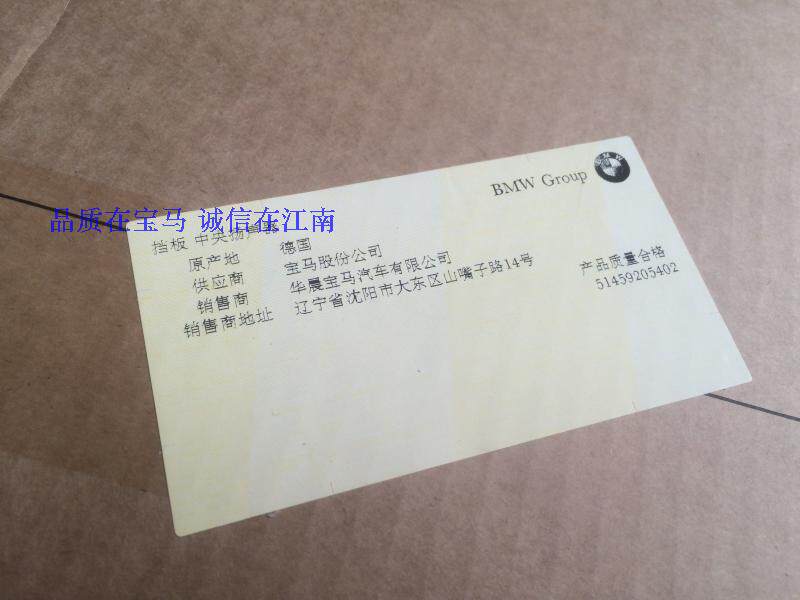 BMW Group
品质在宝马 诚信在江南
挡板 中央扬声器
原产地 德国
供应商 宝马股份公司
销售商 华晨宝马汽车有限公司
销售商地址 辽宁省沈阳市大东区山嘴子路14号
产品质量合格
51459205402